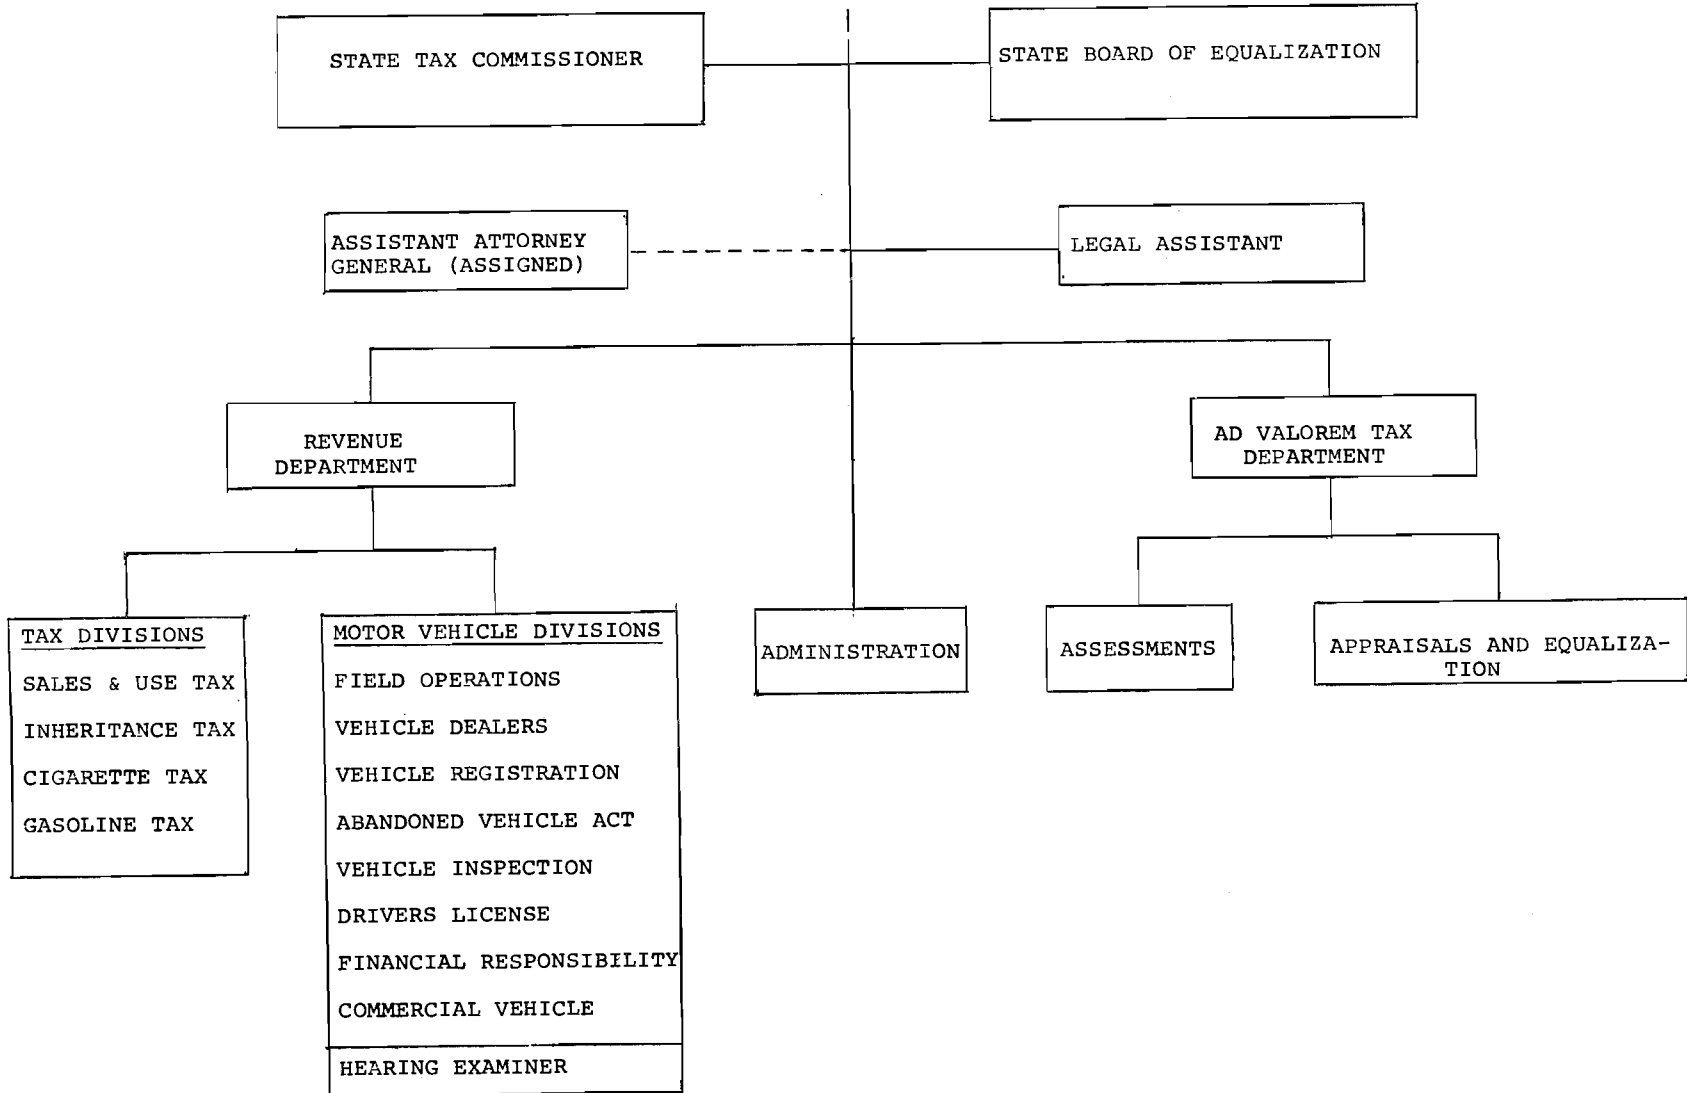 STATE TAX COMMISSIONER
STATE BOARD OF EQUALIZATION
ASSISTANT ATTORNEY
GENERAL (ASSIGNED)
LEGAL ASSISTANT
REVENUE
DEPARTMENT
AD VALOREM TAX
DEPARTMENT
TAX DIVISIONS
SALES & USE TAX
INHERITANCE TAX
CIGARETTE TAX
GASOLINE TAX
MOTOR VEHICLE DIVISIONS
FIELD OPERATIONS
VEHICLE DEALERS
VEHICLE REGISTRATION
ABANDONED VEHICLE ACT
VEHICLE INSPECTION
DRIVERS LICENSE
FINANCIAL RESPONSIBILITY
COMMERCIAL VEHICLE
HEARING EXAMINER
ADMINISTRATION
ASSESSMENTS
APPRAISALS AND EQUALIZA-
TION